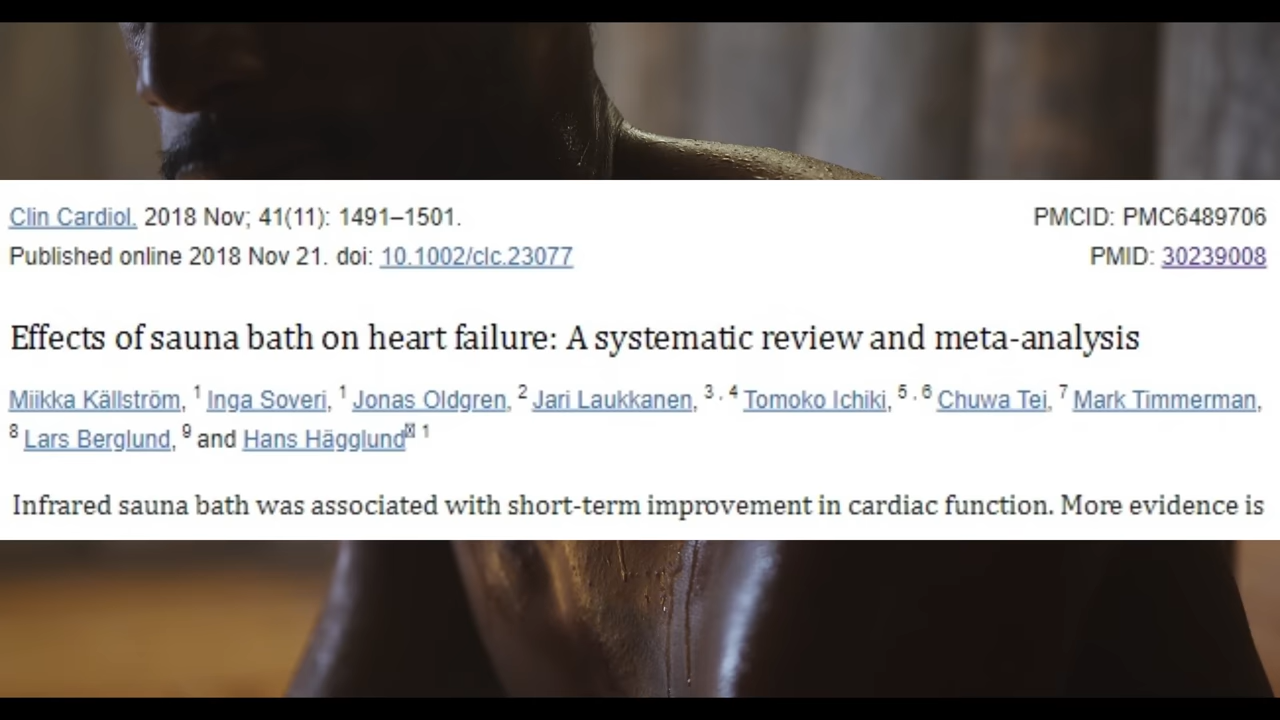 Clin Cardiol. 2018 Nov; 41(11): 1491–1501.
PMCID: PMC6489706
Published online 2018 Nov 21. doi: 10.1002/clc.23077
PMID: 30239008
Effects of sauna bath on heart failure: A systematic review and meta-analysis
Miikka Källström, 1 Inga Soveri, 1 Jonas Oldgren, 2 Jari Laukkanen, 3 , 4 Tomoko Ichiki, 5 , 6 Chuwa Tei, 7 Mark Timmerman,
8 Lars Berglund, 9 and Hans Hägglund 1
Infrared sauna bath was associated with short-term improvement in cardiac function. More evidence is